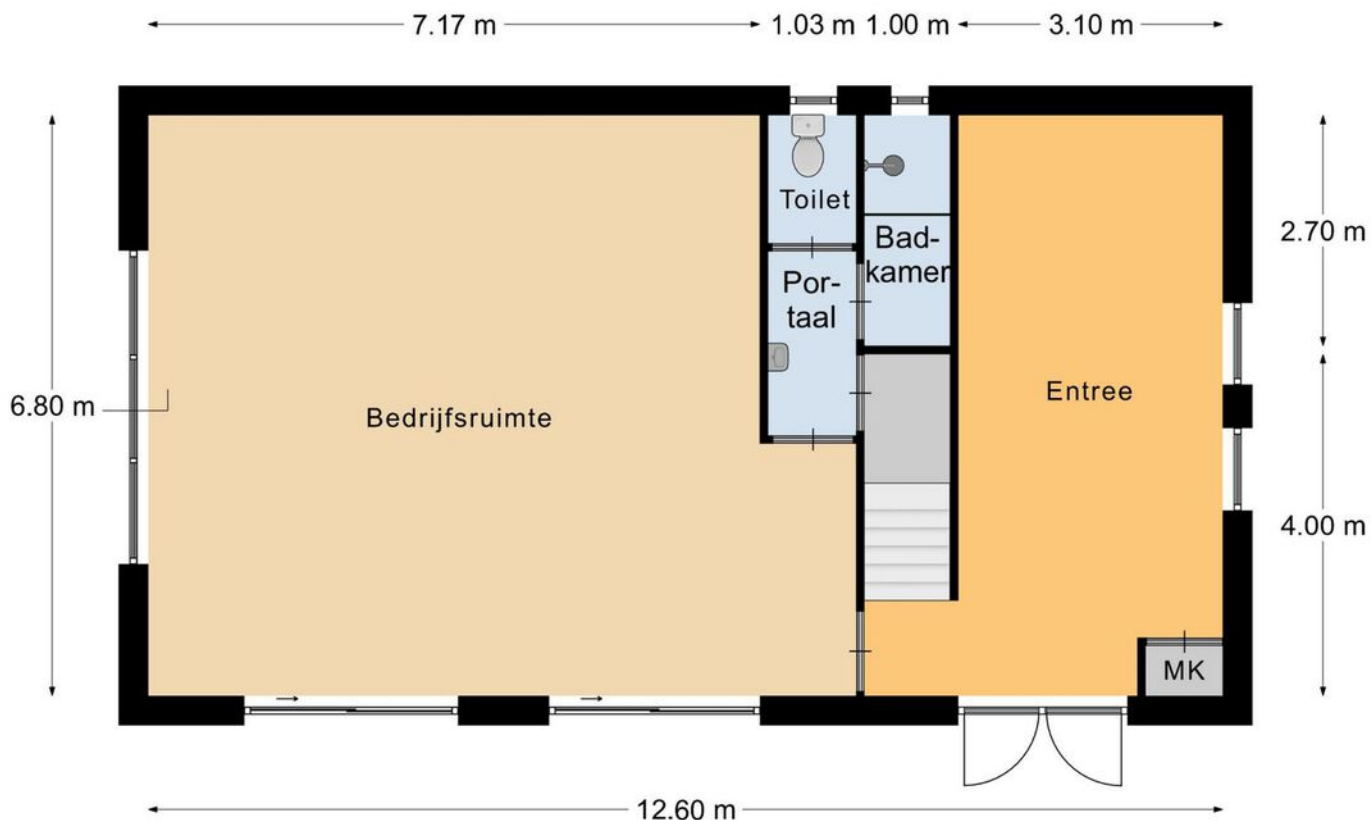 7.17 m
1.03 m
1.00 m
3.10 m
Toilet
Bad-
kamer
2.70 m
Por-
taal
6.80 m
Bedrijfsruimte
Entree
4.00 m
MK
12.60 m